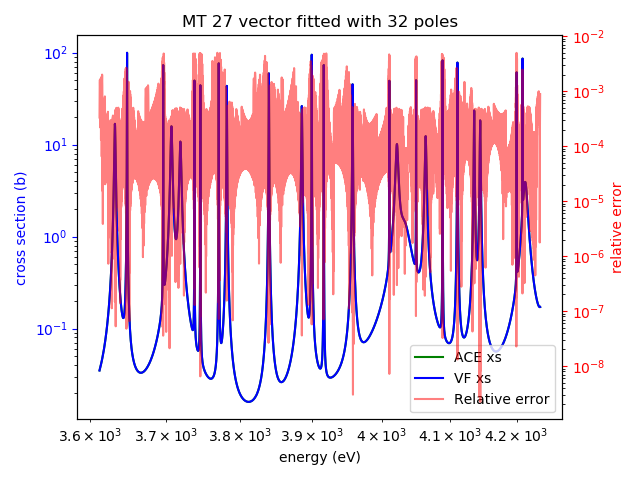 MT 27 vector fitted with 32 poles
cross section (b)
10²
10¹
10⁰
10⁻¹
10⁻²
10⁻³
10⁻⁴
10⁻⁵
10⁻⁶
10⁻⁷
10⁻⁸
relative error
ACE xs
VF xs
Relative error
3.6 × 10³ 3.7 × 10³ 3.8 × 10³ 3.9 × 10³ 4 × 10³ 4.1 × 10³ 4.2 × 10³
energy (eV)